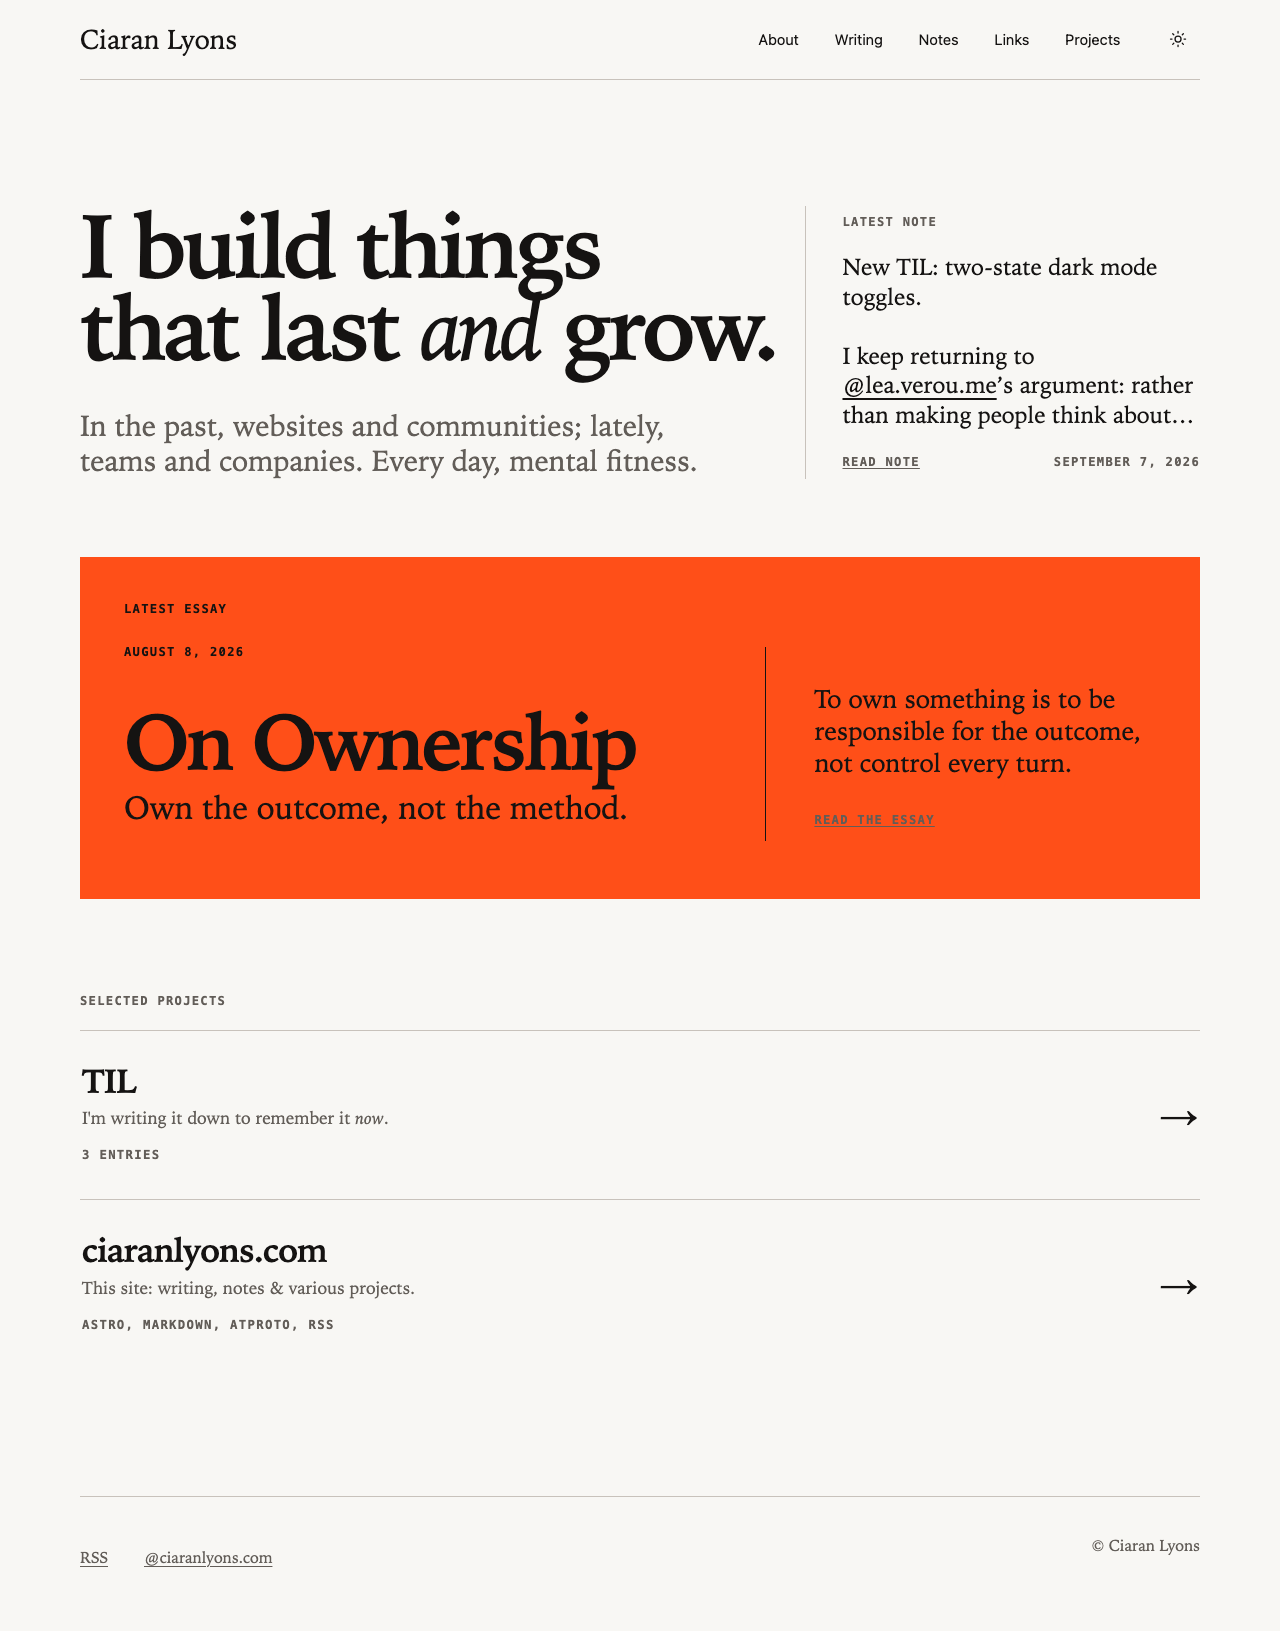 Ciaran Lyons
About
Writing
Notes
Links
Projects
I build things
that last and grow.
In the past, websites and communities; lately,
teams and companies. Every day, mental fitness.
LATEST NOTE
New TIL: two-state dark mode
toggles.
I keep returning to
@lea.verou.me’s argument: rather
than making people think about…
READ NOTE
SEPTEMBER 7, 2026
LATEST ESSAY
AUGUST 8, 2026
On Ownership
Own the outcome, not the method.
To own something is to be
responsible for the outcome,
not control every turn.
READ THE ESSAY
SELECTED PROJECTS
TIL
I'm writing it down to remember it now.
3 ENTRIES
→
ciaranlyons.com
This site: writing, notes & various projects.
ASTRO, MARKDOWN, ATPROTO, RSS
→
RSS
@ciaranlyons.com
© Ciaran Lyons